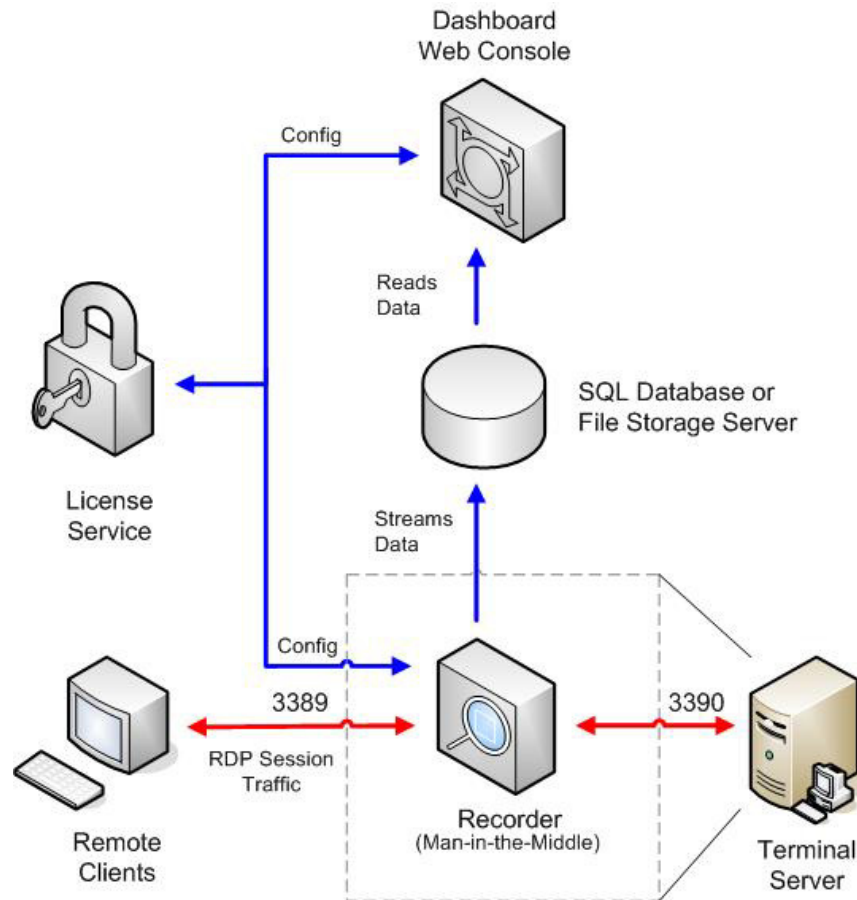 Dashboard
Web Console
Config
Reads
Data
SQL Database or
File Storage Server
License
Service
Streams
Data
Config
3389
3390
RDP Session
Traffic
Remote
Clients
Recorder
(Man-in-the-Middle)
Terminal
Server